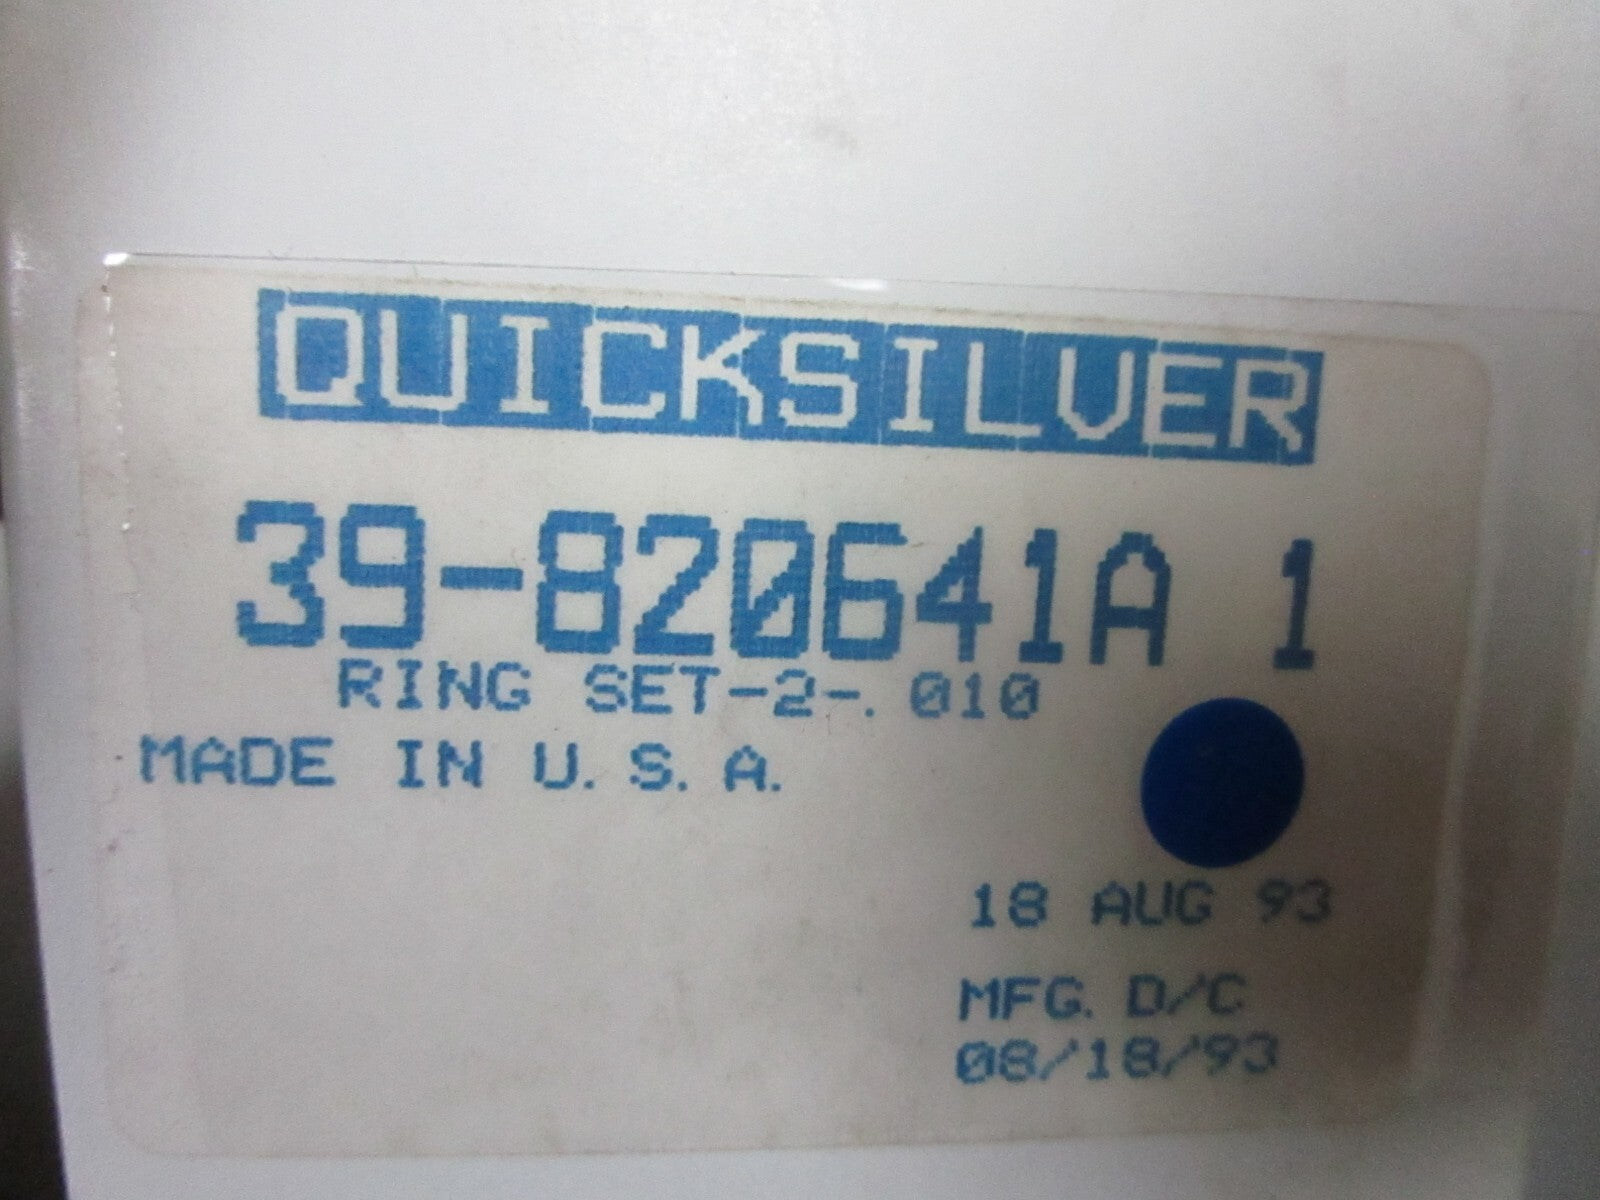 QUICKSILVER
39-820641A 1
RING SET-2-.010
MADE IN U.S.A.
18 AUG 93
MFG. D/C
08/18/93